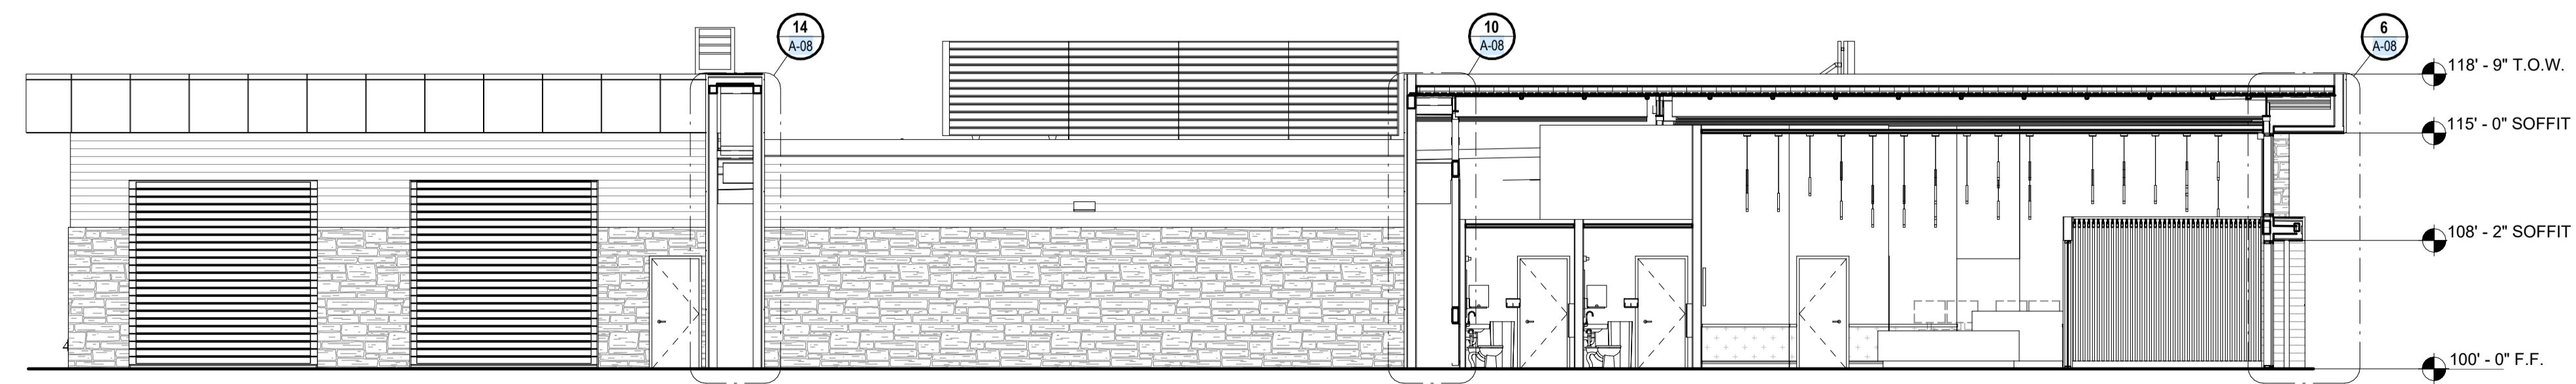 14
A-08
10
A-08
6
A-08
118' - 9" T.O.W.
115' - 0" SOFFIT
108' - 2" SOFFIT
100' - 0" F.F.